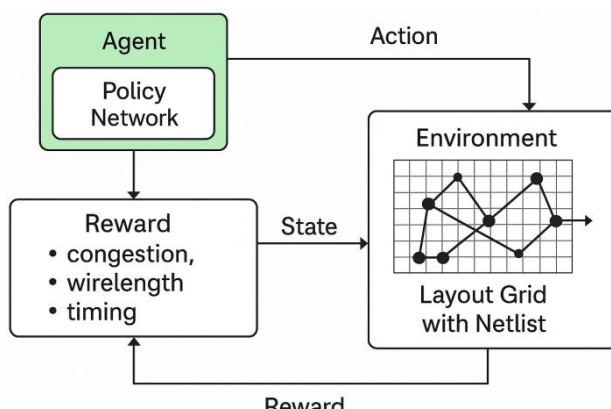 Agent
Policy
Network
Action
Environment
Reward
• congestion,
• wirelength
• timing
State
Layout Grid
with Netlist
Reward